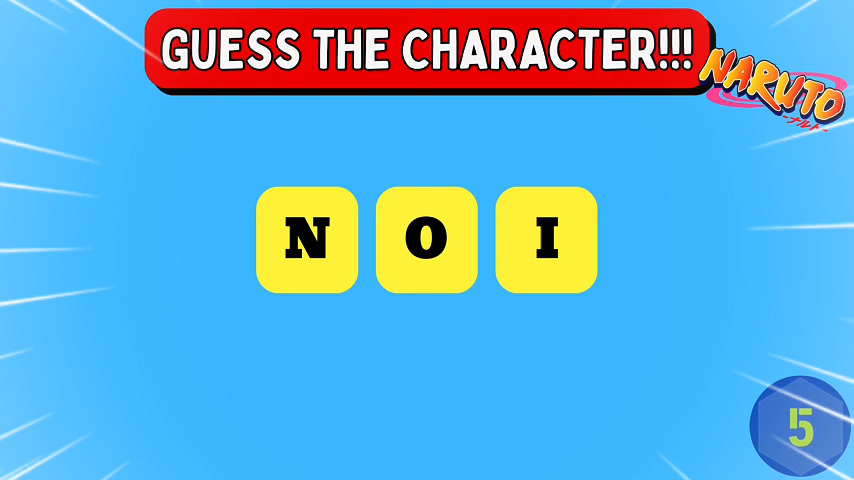 GUESS THE CHARACTER!!!
NARUTO
-ナルト-
N O I
5